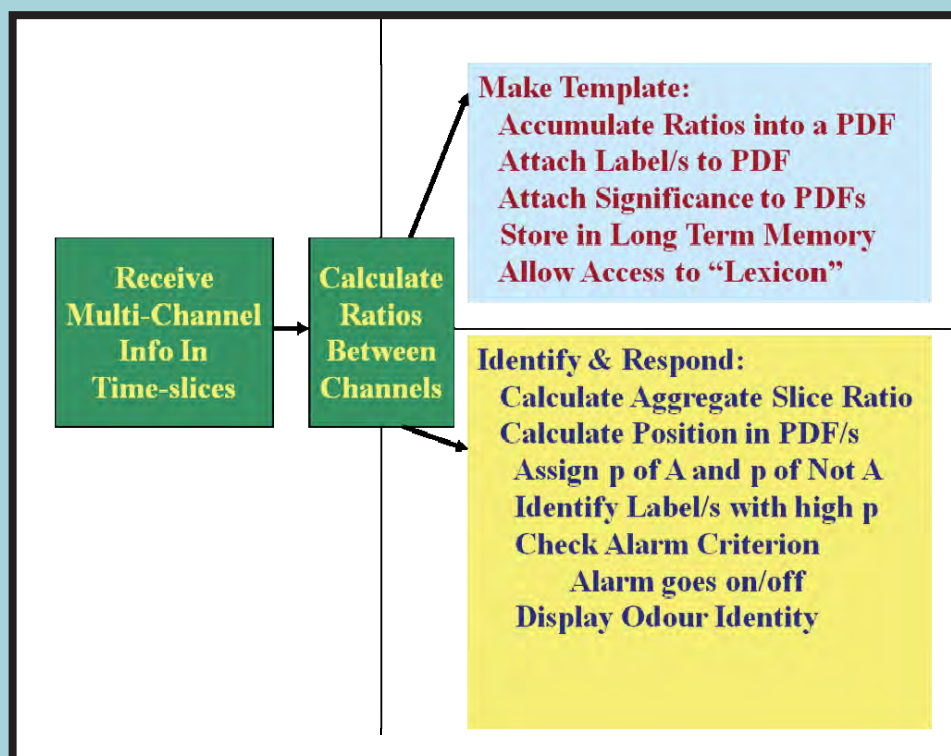 Receive
Multi-Channel
Info In
Time-slices
Calculate
Ratios
Between
Channels
Make Template:
Accumulate Ratios into a PDF
Attach Label/s to PDF
Attach Significance to PDFs
Store in Long Term Memory
Allow Access to “Lexicon”
Identify & Respond:
Calculate Aggregate Slice Ratio
Calculate Position in PDF/s
Assign p of A and p of Not A
Identify Label/s with high p
Check Alarm Criterion
Alarm goes on/off
Display Odour Identity